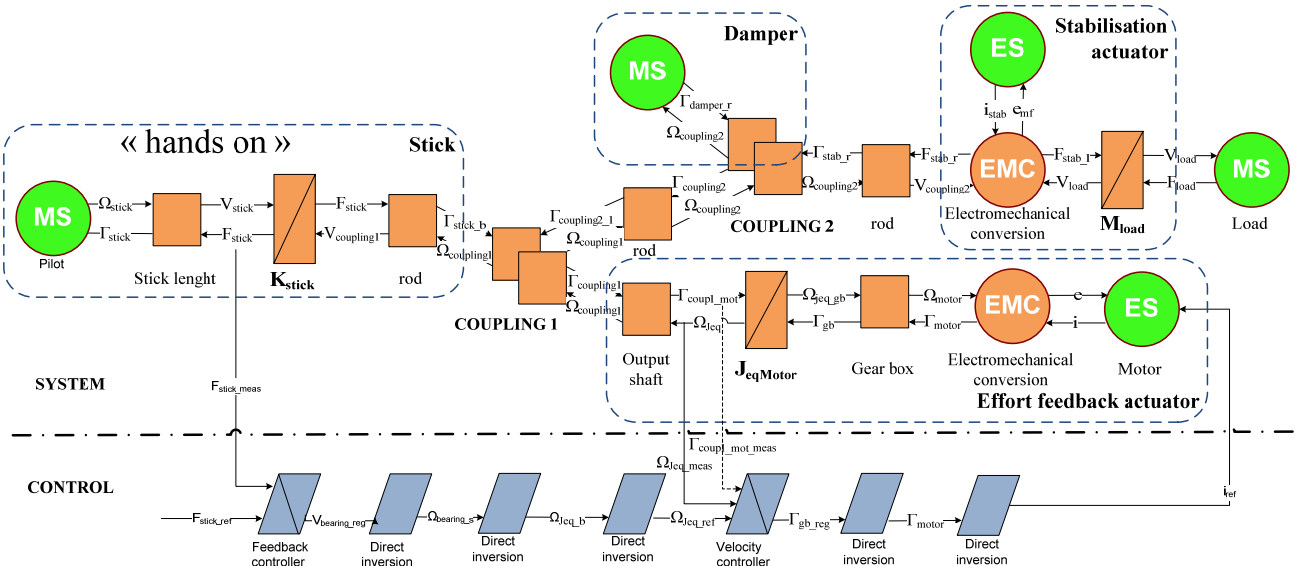 Damper
MS
Γdamper_r
Ωcoupling2
Stabilisation
actuator
ES
istab
emf
« hands on »
Stick
MS
Pilot
Ωstick
Γstick
Stick lenght
Vstick
Fstick
Kstick
Fstick
Vcoupling1
rod
Γstick_b
Ωcoupling1
COUPLING 1
Γcoupling2_1
Ωcoupling1
rod
Γcoupling2
Ωcoupling2
COUPLING 2
Γstab_r
Ωcoupling2
rod
Fstab_r
Vcoupling2
EMC
Electromechanical
conversion
Fstab_l
Vload
Mload
Vload
Fload
MS
Load
Γcoupling1
Ωcoupling1
Output
shaft
Γcoupl_mot
ΩJeq
JeqMotor
Ωjeq_gb
Γgb
Gear box
Ωmotor
Γmotor
EMC
Electromechanical
conversion
e
i
ES
Motor
Effort feedback actuator
SYSTEM
Fstick_meas
CONTROL
Γcoupl_mot_meas
ΩJeq_meas
iref
Fstick_ref
Feedback
controller
Vbearing_reg
Direct
inversion
Ωbearing_s
Direct
inversion
ΩJeq_b
Direct
inversion
ΩJeq_ref
Velocity
controller
Γgb_reg
Direct
inversion
Γmotor
Direct
inversion